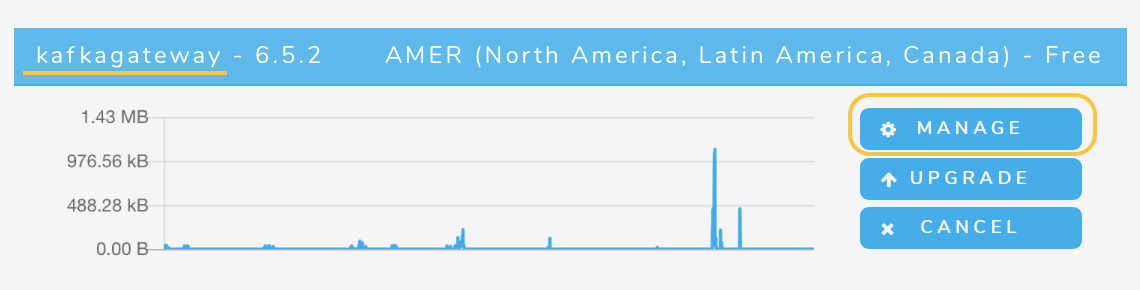 kafkagateway - 6.5.2 AMER (North America, Latin America, Canada) - Free
1.43 MB
976.56 kB
488.28 kB
0.00 B
MANAGE
UPGRADE
CANCEL